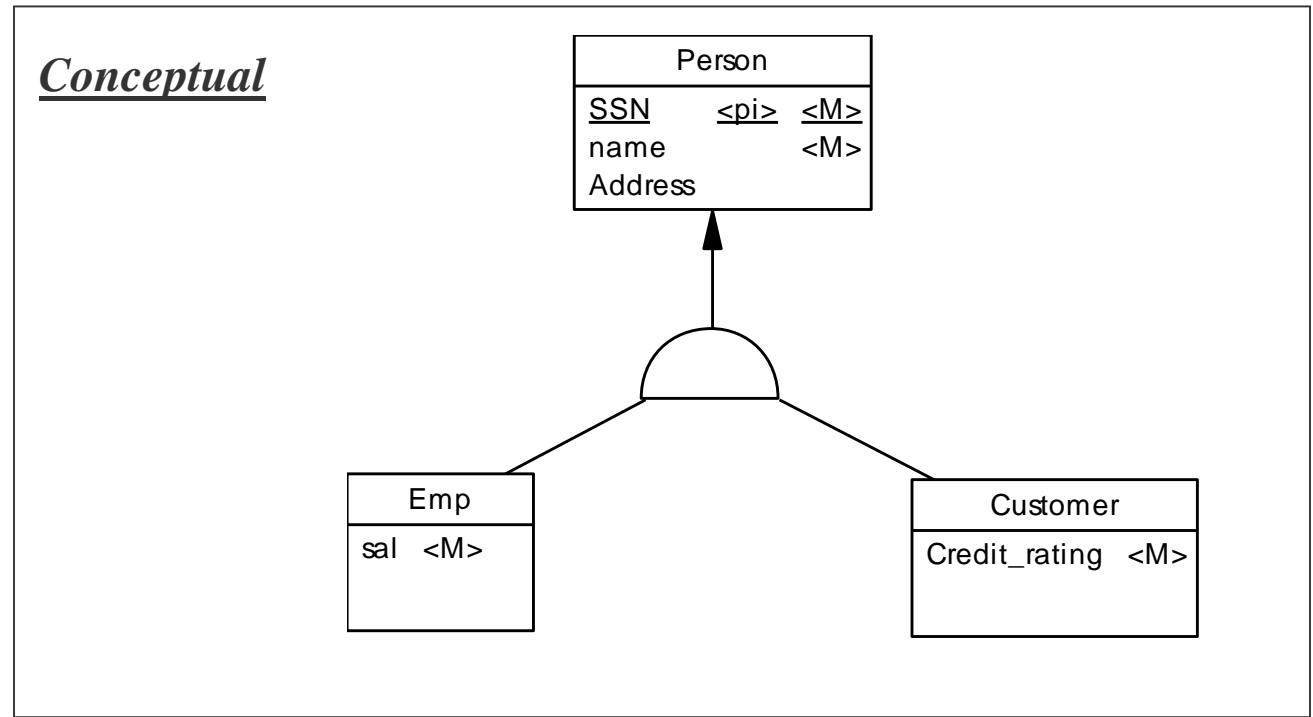 Conceptual
Person
SSN <pi> <M>
name <M>
Address
Emp
sal <M>
Customer
Credit_rating <M>